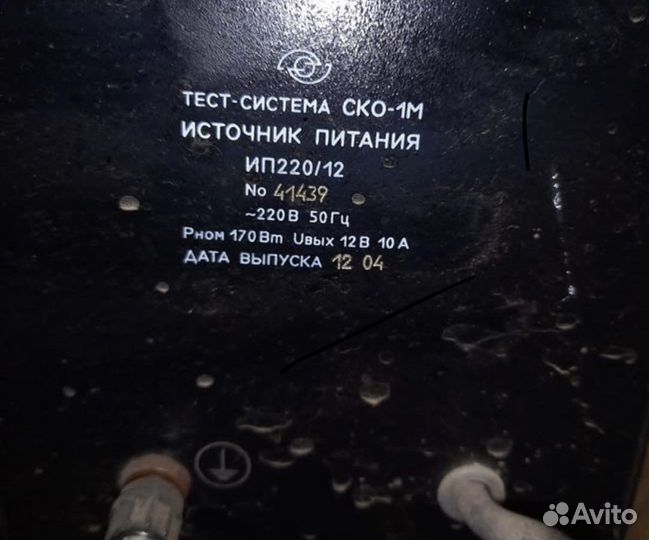 ТЕСТ-СИСТЕМА СКО-1М
ИСТОЧНИК ПИТАНИЯ
ИП220/12
No 41439
~220В 50Гц
Рном 170Вт Uвых 12В 10А
ДАТА ВЫПУСКА 12 04
Avito